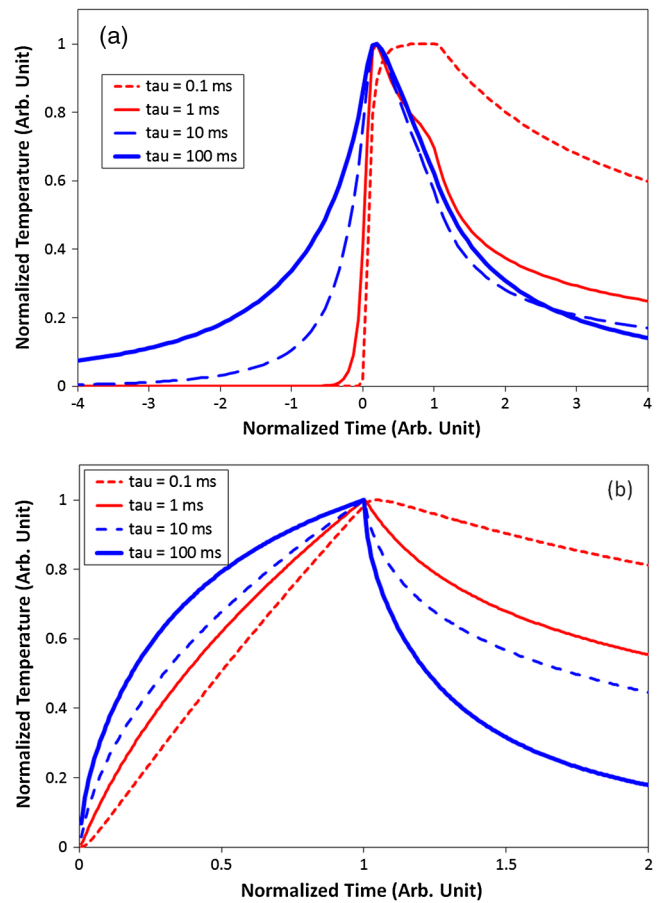 (a)
tau = 0.1 ms
tau = 1 ms
tau = 10 ms
tau = 100 ms
Normalized Temperature (Arb. Unit)
1
0.8
0.6
0.4
0.2
0
-4 -3 -2 -1 0 1 2 3 4
Normalized Time (Arb. Unit)
(b)
tau = 0.1 ms
tau = 1 ms
tau = 10 ms
tau = 100 ms
Normalized Temperature (Arb. Unit)
1
0.8
0.6
0.4
0.2
0
0 0.5 1 1.5 2
Normalized Time (Arb. Unit)